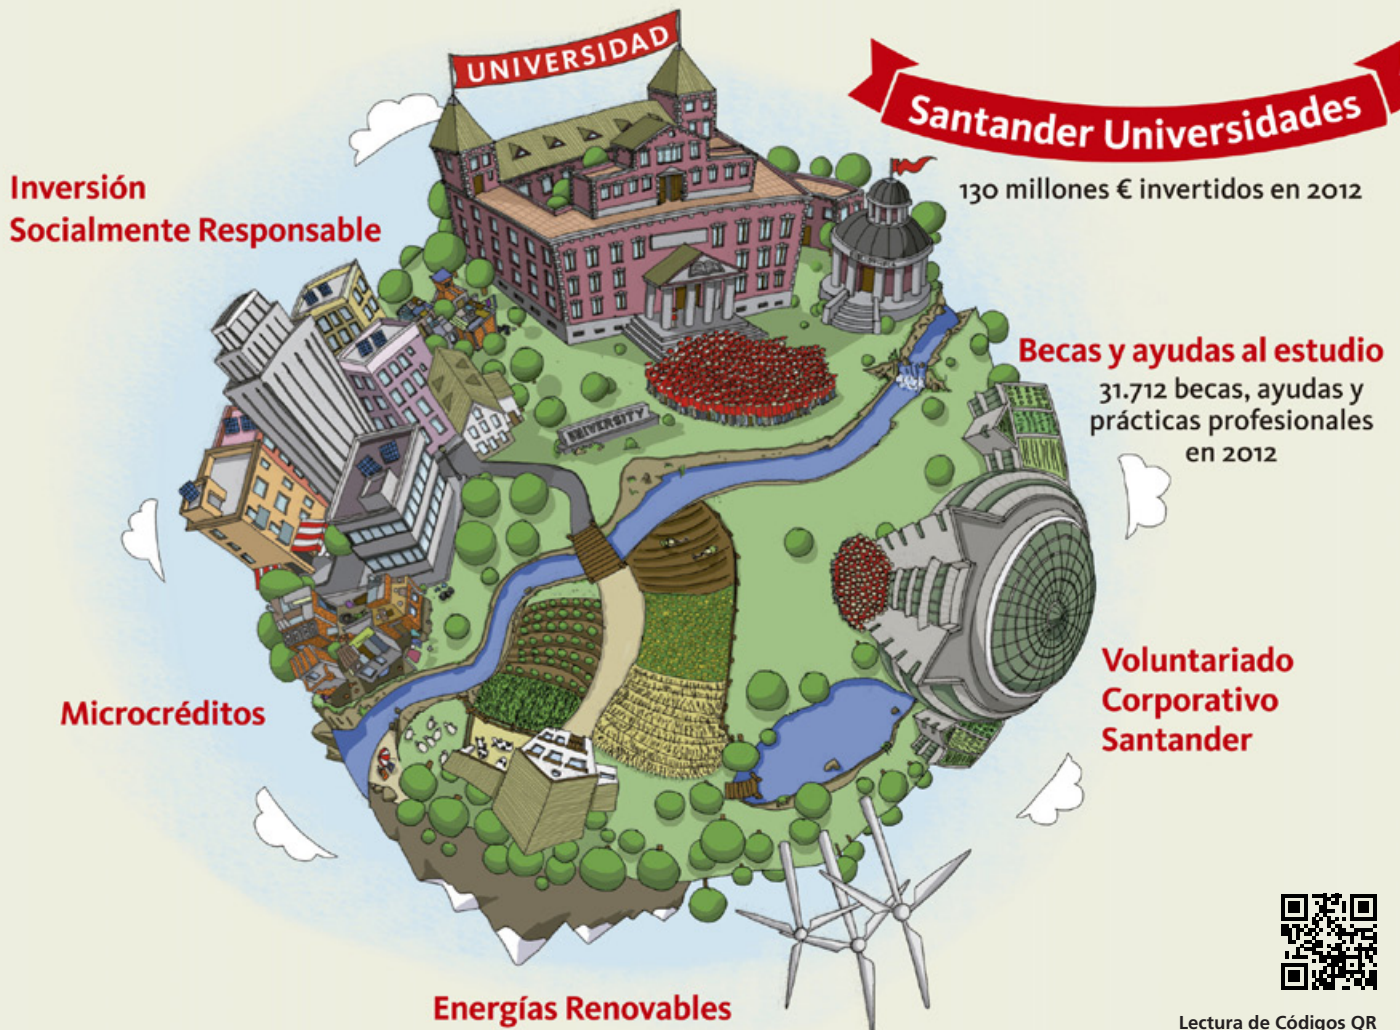 UNIVERSIDAD
Santander Universidades
130 millones € invertidos en 2012
Inversión
Socialmente Responsable
Becas y ayudas al estudio
31.712 becas, ayudas y
prácticas profesionales
en 2012
UNIVERSITY
Voluntariado
Corporativo
Santander
Microcréditos
Energías Renovables
Lectura de Códigos QR